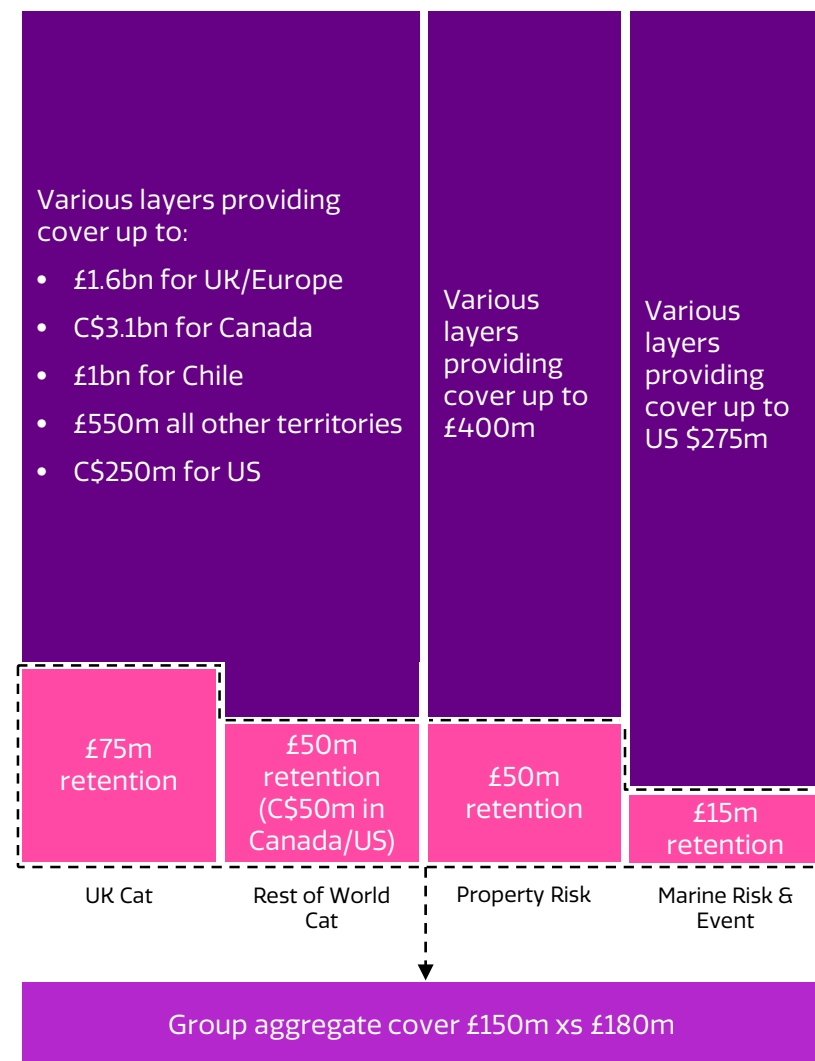 Various layers providing
cover up to:
• £1.6bn for UK/Europe
• C$3.1bn for Canada
• £1bn for Chile
• £550m all other territories
• C$250m for US
Various
layers
providing
cover up to
£400m
Various
layers
providing
cover up to
US $275m
£75m
retention
£50m
retention
(C$50m in
Canada/US)
£50m
retention
£15m
retention
UK Cat
Rest of World
Cat
Property Risk
Marine Risk &
Event
Group aggregate cover £150m xs £180m